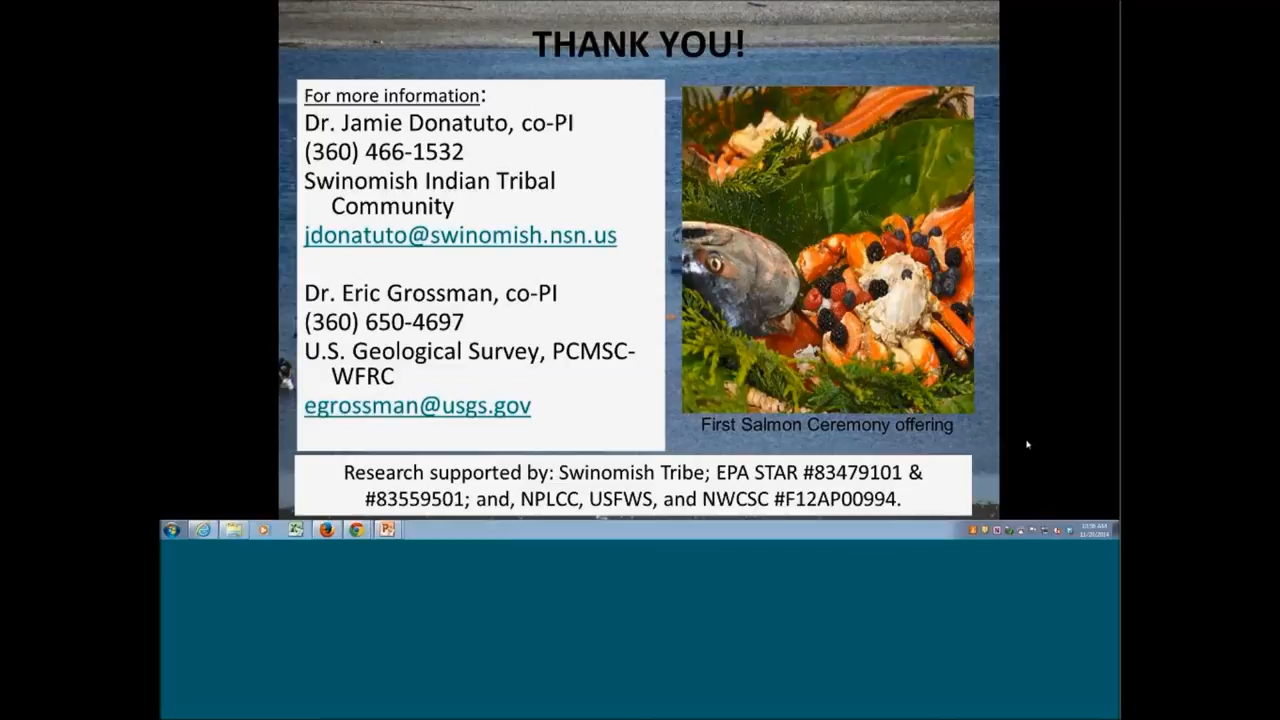 THANK YOU!
For more information:
Dr. Jamie Donatuto, co-PI
(360) 466-1532
Swinomish Indian Tribal
Community
jdonatuto@swinomish.nsn.us
Dr. Eric Grossman, co-PI
(360) 650-4697
U.S. Geological Survey, PCMSC-
WFRC
egrossman@usgs.gov
First Salmon Ceremony offering
Research supported by: Swinomish Tribe; EPA STAR #83479101 &
#83559501; and, NPLCC, USFWS, and NWCSC #F12AP00994.